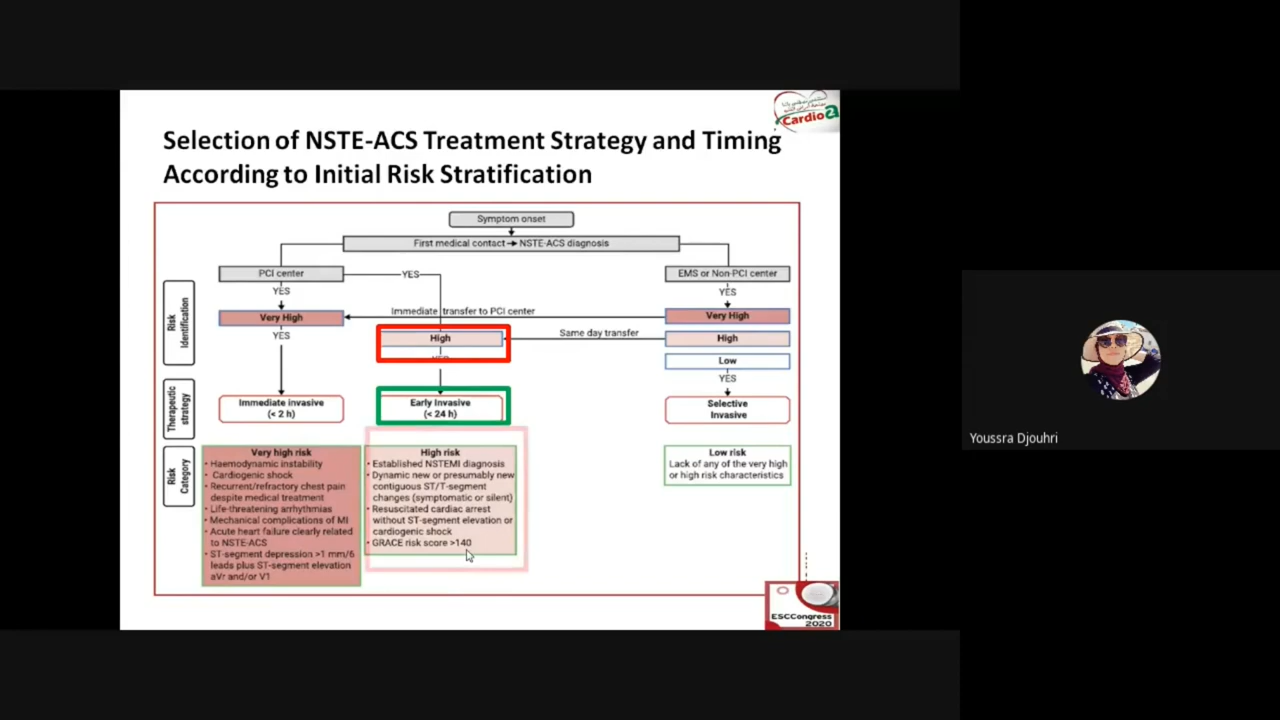 Cardio2
Selection of NSTE-ACS Treatment Strategy and Timing
According to Initial Risk Stratification
Symptom onset
First medical contact → NSTE-ACS diagnosis
PCI center
YES
EMS or Non-PCI center
YES
YES
Risk
Identification
Immediate transfer to PCI center
Very High
Very High
Same day transfer
High
High
Low
YES
YES
YES
Therapeutic
strategy
Immediate invasive
(< 2 h)
Early Invasive
(< 24 h)
Selective
Invasive
Risk
Category
Very high risk
• Haemodynamic instability
• Cardiogenic shock
• Recurrent/refractory chest pain
despite medical treatment
• Life-threatening arrhythmias
• Mechanical complications of MI
• Acute heart failure clearly related
to NSTE-ACS
• ST-segment depression >1 mm/6
leads plus ST-segment elevation
aVr and/or V1
High risk
• Established NSTEMI diagnosis
• Dynamic new or presumably new
contiguous ST/T-segment
changes (symptomatic or silent)
• Resuscitated cardiac arrest
without ST-segment elevation or
cardiogenic shock
• GRACE risk score >140
Low risk
Lack of any of the very high
or high risk characteristics
ESCCongress
2020
Youssra Djouhri